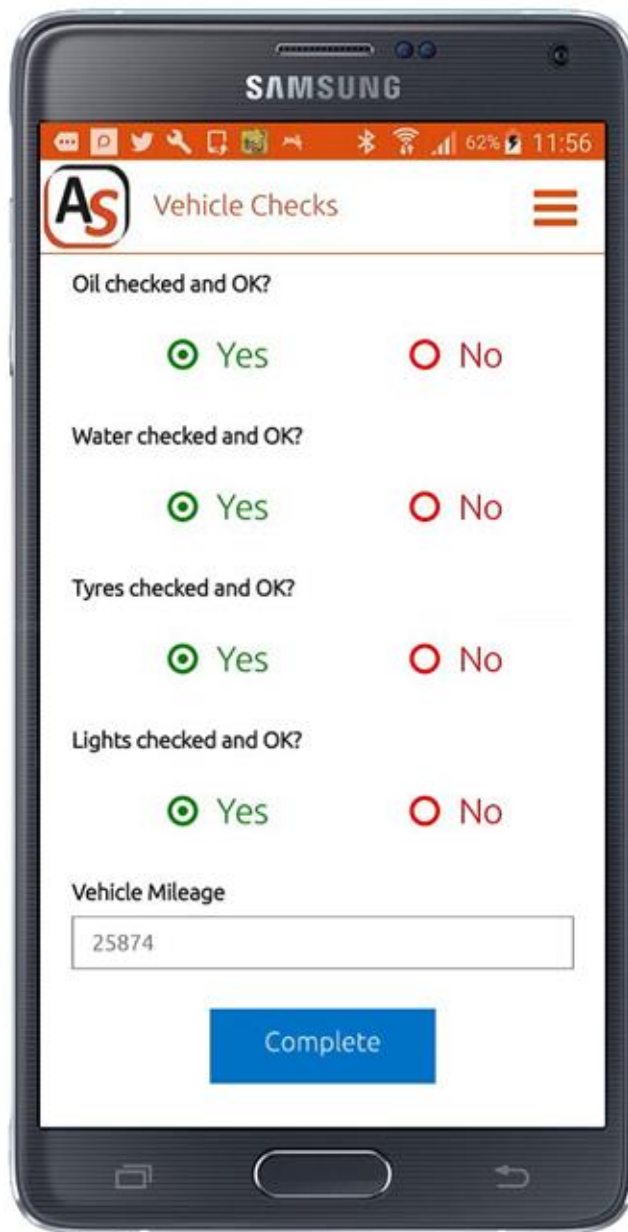 SAMSUNG
62% 11:56
AS Vehicle Checks
Oil checked and OK?
Yes No
Water checked and OK?
Yes No
Tyres checked and OK?
Yes No
Lights checked and OK?
Yes No
Vehicle Mileage
25874
Complete